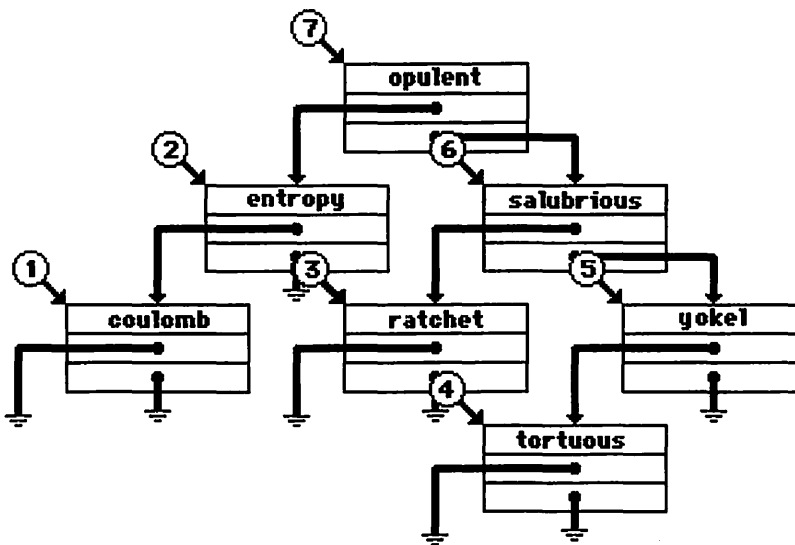 7
opulent
2
6
entropy
salubrious
1
3
5
coulomb
ratchet
yokel
4
tortuous